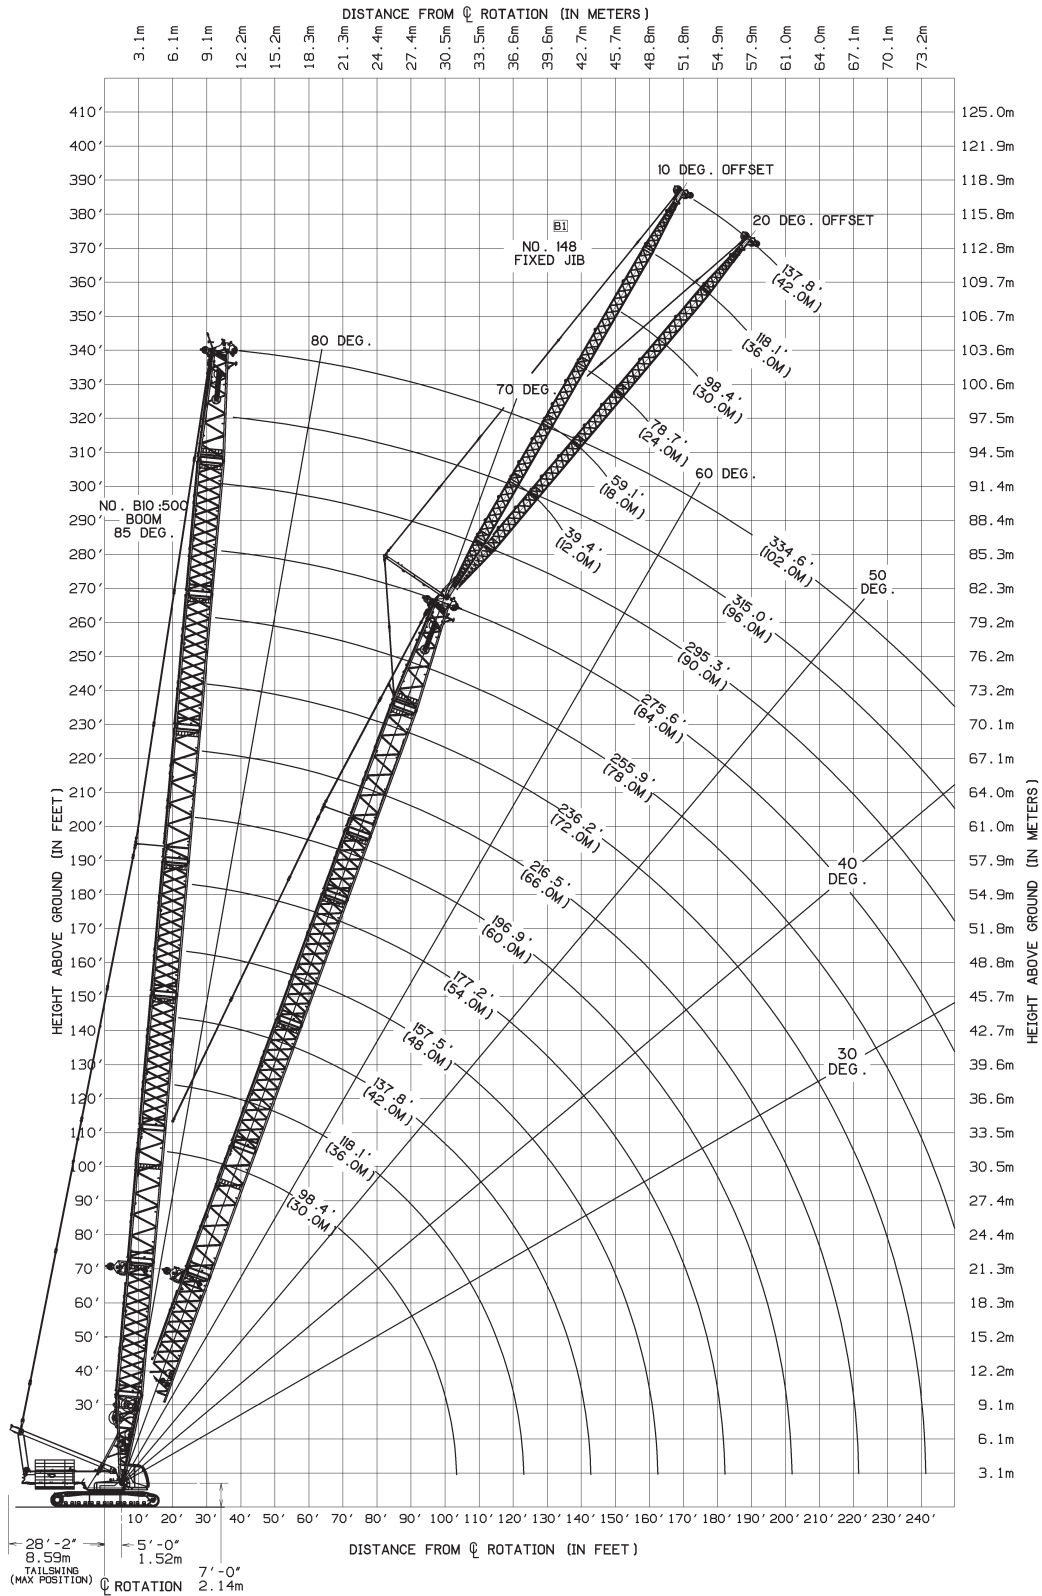 DISTANCE FROM ℄ ROTATION (IN METERS)
3.1m 6.1m 9.1m 12.2m 15.2m 18.3m 21.3m 24.4m 27.4m 30.5m 33.5m 36.6m 39.6m 42.7m 45.7m 48.8m 51.8m 54.9m 57.9m 61.0m 64.0m 67.1m 70.1m 73.2m
410′ 125.0m
400′ 121.9m
390′ 118.9m
10 DEG. OFFSET
380′ 115.8m
20 DEG. OFFSET
B1
370′ 112.8m
NO. 148
FIXED JIB
360′ 109.7m
137.8′
(42.0M)
350′ 106.7m
80 DEG.
118.1′
(36.0M)
340′ 103.6m
330′ 100.6m
70 DEG.
98.4′
(30.0M)
320′ 97.5m
78.7′
(24.0M)
310′ 94.5m
60 DEG.
59.1′
(18.0M)
300′ 91.4m
NO. B10:500
BOOM
85 DEG.
290′ 88.4m
39.4′
(12.0M)
334.6′
(102.0M)
280′ 85.3m
50
DEG.
270′ 82.3m
315.0′
(96.0M)
260′ 79.2m
295.3′
(90.0M)
250′ 76.2m
240′ 73.2m
275.6′
(84.0M)
230′ 70.1m
255.9′
(78.0M)
220′ 67.1m
210′ 64.0m
236.2′
(72.0M)
200′ 61.0m
HEIGHT ABOVE GROUND (IN FEET)
HEIGHT ABOVE GROUND (IN METERS)
190′ 57.9m
40
DEG.
216.5′
(66.0M)
180′ 54.9m
170′ 51.8m
196.9′
(60.0M)
160′ 48.8m
177.2′
(54.0M)
150′ 45.7m
140′ 42.7m
157.5′
(48.0M)
130′ 39.6m
30
DEG.
137.8′
(42.0M)
120′ 36.6m
110′ 33.5m
118.1′
(36.0M)
100′ 30.5m
90′ 27.4m
98.4′
(30.0M)
80′ 24.4m
70′ 21.3m
60′ 18.3m
50′ 15.2m
40′ 12.2m
30′ 9.1m
6.1m
3.1m
10′ 20′ 30′ 40′ 50′ 60′ 70′ 80′ 90′ 100′ 110′ 120′ 130′ 140′ 150′ 160′ 170′ 180′ 190′ 200′ 210′ 220′ 230′ 240′
28′-2″
8.59m
TAILSWING
(MAX POSITION)
5′-0″
1.52m
DISTANCE FROM ℄ ROTATION (IN FEET)
℄ ROTATION
7′-0″
2.14m